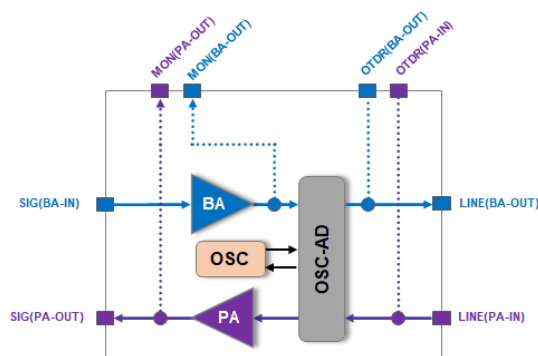 MON(PA-OUT)
MON(BA-OUT)
OTDR(BA-OUT)
OTDR(PA-IN)
SIG(BA-IN)
BA
LINE(BA-OUT)
OSC
OSC-AD
SIG(PA-OUT)
PA
LINE(PA-IN)